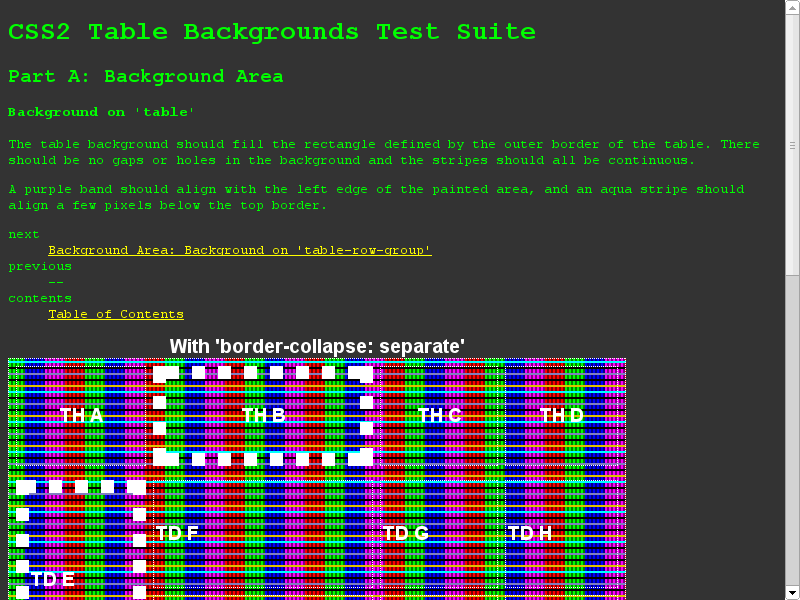 CSS2 Table Backgrounds Test Suite
Part A: Background Area
Background on 'table'
The table background should fill the rectangle defined by the outer border of the table. There
should be no gaps or holes in the background and the stripes should all be continuous.
A purple band should align with the left edge of the painted area, and an aqua stripe should
align a few pixels below the top border.
next
Background Area: Background on 'table-row-group'
previous
--
contents
Table of Contents
With 'border-collapse: separate'
TH A TH B TH C TH D
TD F TD G TD H
TD E